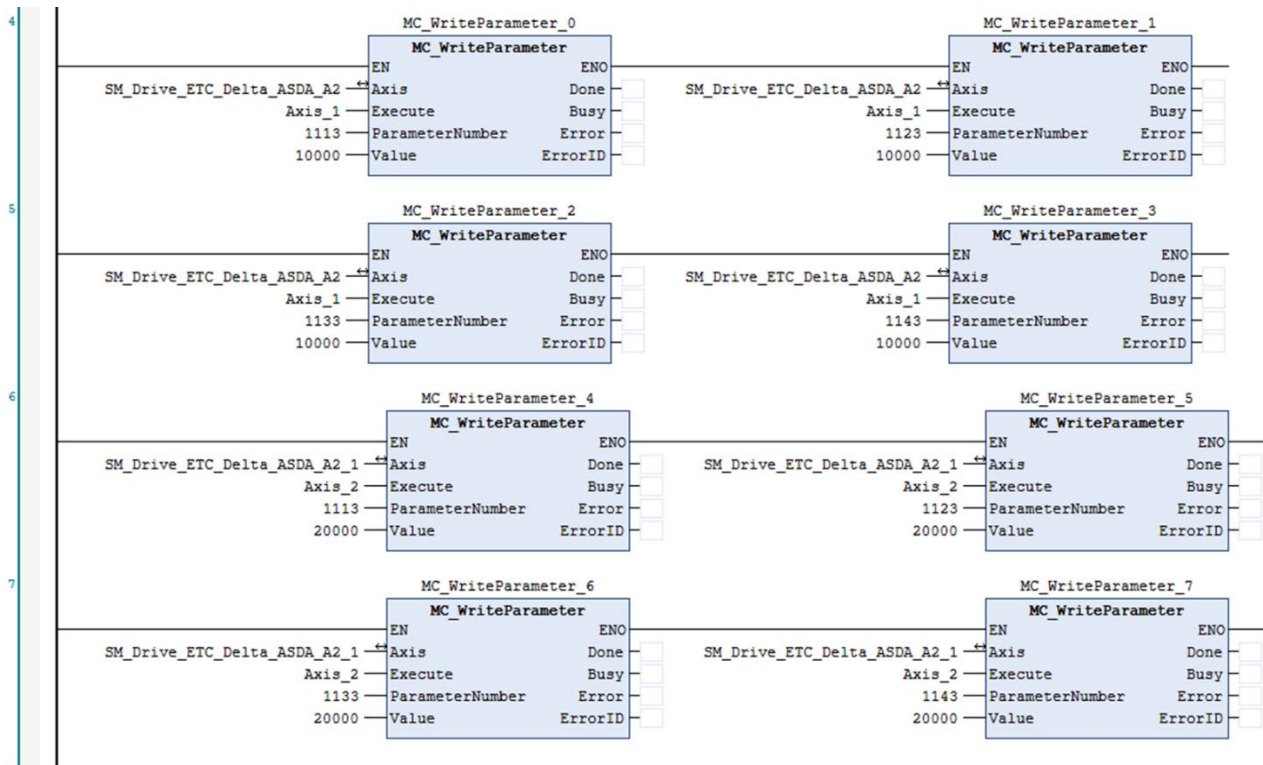 4
MC_WriteParameter_0 MC_WriteParameter_1
MC_WriteParameter MC_WriteParameter
EN ENO EN ENO
SM_Drive_ETC_Delta_ASDA_A2 Axis Done SM_Drive_ETC_Delta_ASDA_A2 Axis Done
Axis_1 Execute Busy Axis_1 Execute Busy
1113 ParameterNumber Error 1123 ParameterNumber Error
10000 Value ErrorID 10000 Value ErrorID
5
MC_WriteParameter_2 MC_WriteParameter_3
MC_WriteParameter MC_WriteParameter
EN ENO EN ENO
SM_Drive_ETC_Delta_ASDA_A2 Axis Done SM_Drive_ETC_Delta_ASDA_A2 Axis Done
Axis_1 Execute Busy Axis_1 Execute Busy
1133 ParameterNumber Error 1143 ParameterNumber Error
10000 Value ErrorID 10000 Value ErrorID
6
MC_WriteParameter_4 MC_WriteParameter_5
MC_WriteParameter MC_WriteParameter
EN ENO EN ENO
SM_Drive_ETC_Delta_ASDA_A2_1 Axis Done SM_Drive_ETC_Delta_ASDA_A2_1 Axis Done
Axis_2 Execute Busy Axis_2 Execute Busy
1113 ParameterNumber Error 1123 ParameterNumber Error
20000 Value ErrorID 20000 Value ErrorID
7
MC_WriteParameter_6 MC_WriteParameter_7
MC_WriteParameter MC_WriteParameter
EN ENO EN ENO
SM_Drive_ETC_Delta_ASDA_A2_1 Axis Done SM_Drive_ETC_Delta_ASDA_A2_1 Axis Done
Axis_2 Execute Busy Axis_2 Execute Busy
1133 ParameterNumber Error 1143 ParameterNumber Error
20000 Value ErrorID 20000 Value ErrorID